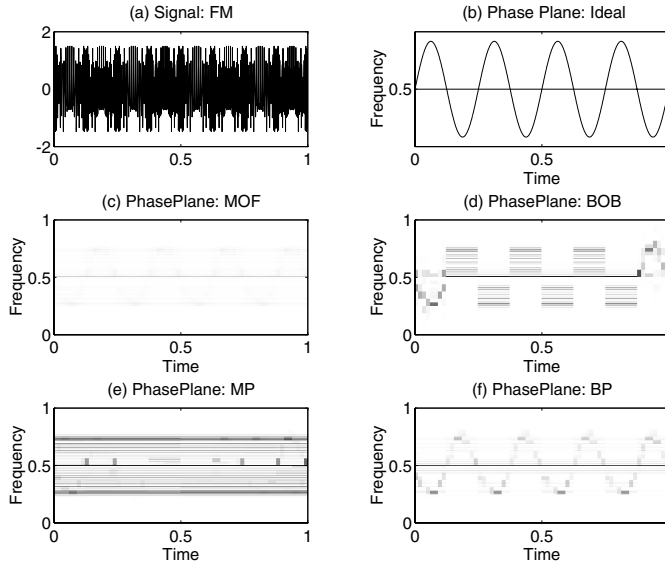 (a) Signal: FM
2
0
-2
0
0.5
1
Time
(b) Phase Plane: Ideal
Frequency
0.5
0
0.5
Time
(c) PhasePlane: MOF
Frequency
1
0.5
0
0
0.5
1
Time
(d) PhasePlane: BOB
Frequency
1
0.5
0
0
0.5
Time
(e) PhasePlane: MP
Frequency
1
0.5
0
0
0.5
1
Time
(f) PhasePlane: BP
Frequency
1
0.5
0
0
0.5
Time